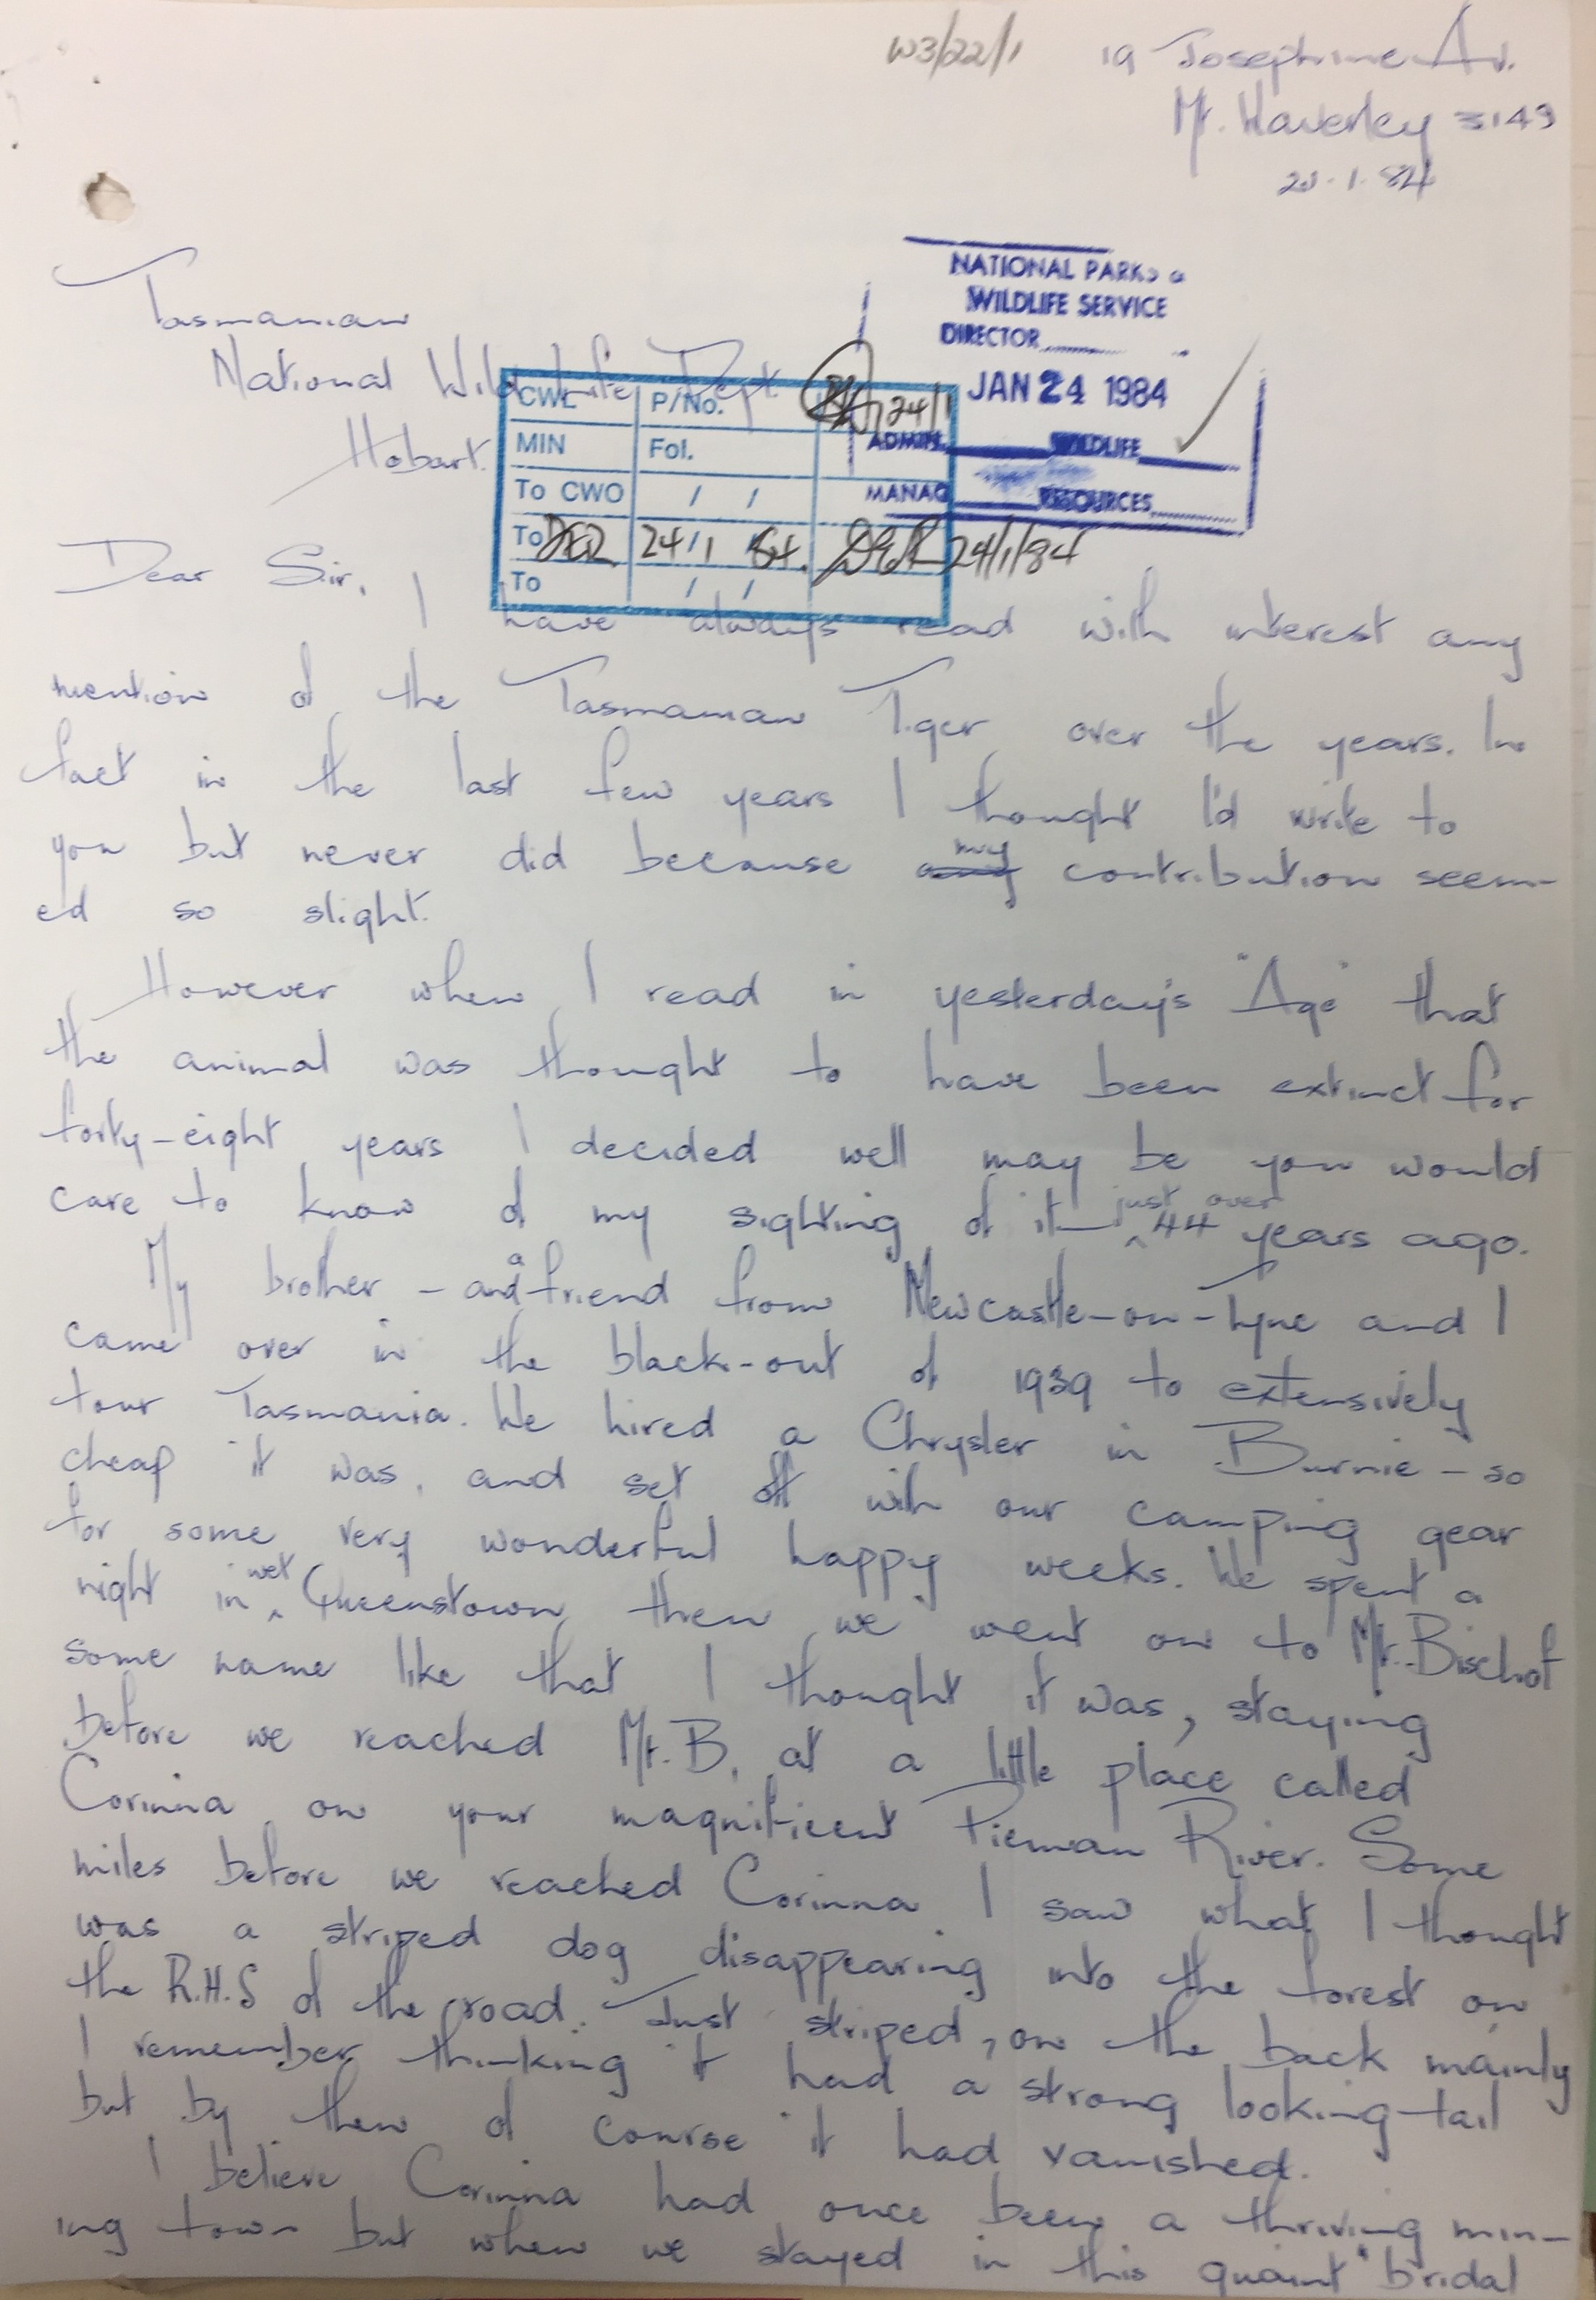 W3/22/1
19 Josephine Av.
Mt. Waverley 3149
20.1.84
NATIONAL PARKS &
WILDLIFE SERVICE
DIRECTOR
JAN 24 1984
ADMIN. WILDLIFE
MANAG RESOURCES
Tasmanian
National Wildlife Dept.
Hobart.
CWL P/No. 24/1
MIN Fol.
To CWO / /
To 24/1/84. 24/1/84
To / /
Dear Sir, I have always read with interest any
mention of the Tasmanian Tiger over the years. In
fact in the last few years I thought I'd write to
you but never did because my contribution seem-
ed so slight.
However when I read in yesterday's "Age" that
the animal was thought to have been extinct for
forty-eight years I decided well may be you would
care to know of my sighting of it – just over 44 years ago.
My brother – and a friend from Newcastle-on-Tyne and I
came over in the black-out of 1939 to extensively
tour Tasmania. We hired a Chrysler in Burnie – so
cheap it was, and set off with our camping gear
for some very wonderful happy weeks. We spent a
night in wet Queenstown then we went on to Mt. Bischof
some name like that I thought it was, staying
before we reached Mt. B. at a little place called
Corinna on your magnificent Pieman River. Some
miles before we reached Corinna I saw what I thought
was a striped dog disappearing into the forest on
the R.H.S of the road. Just striped, on the back mainly
I remember thinking it had a strong looking tail
but by then of course it had vanished.
I believe Corinna had once been a thriving min-
ing town but when we stayed in this quaint "bridal